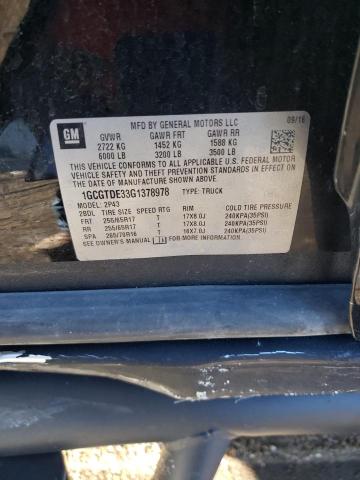 MFD BY GENERAL MOTORS LLC 09/16
GM
GVWR GAWR FRT GAWR RR
2722 KG 1452 KG 1588 KG
6000 LB 3200 LB 3500 LB
THIS VEHICLE CONFORMS TO ALL APPLICABLE U.S. FEDERAL MOTOR
VEHICLE SAFETY AND THEFT PREVENTION STANDARDS IN EFFECT ON
THE DATE OF MANUFACTURE SHOWN ABOVE.
1GCGTDE33G1378978 TYPE: TRUCK
MODEL: 2P43
2BDL TIRE SIZE SPEED RTG RIM COLD TIRE PRESSURE
FRT 255/65R17 T 17X8.0J 240KPA(35PSI)
RR 255/65R17 T 17X8.0J 240KPA(35PSI)
SPA 265/70R16 T 16X7.0J 240KPA(35PSI)
SEE OWNER'S MANUAL FOR MORE INFORMATION.